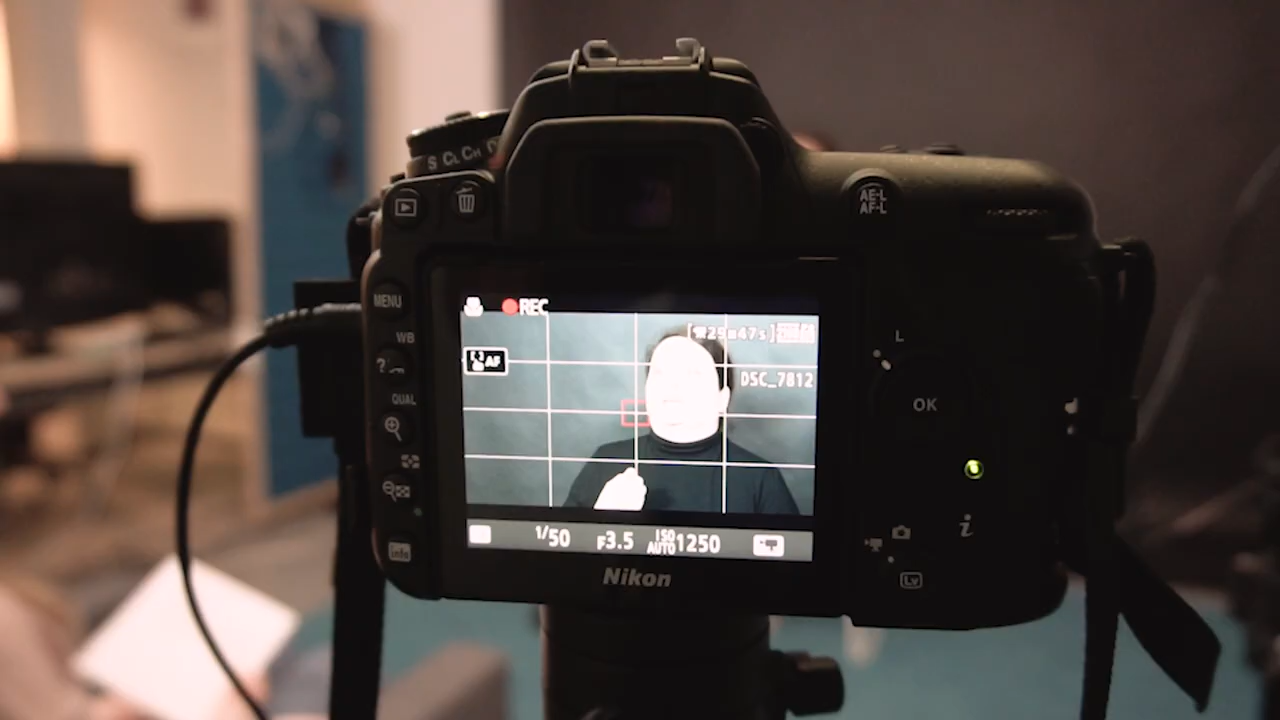 S CL CH
AE-L
AF-L
MENU
REC
[25m47s]
WB
AF
L
?
DSC_7812
QUAL
OK
i
info
1/50 F3.5 ISO AUTO 1250
Lv
Nikon